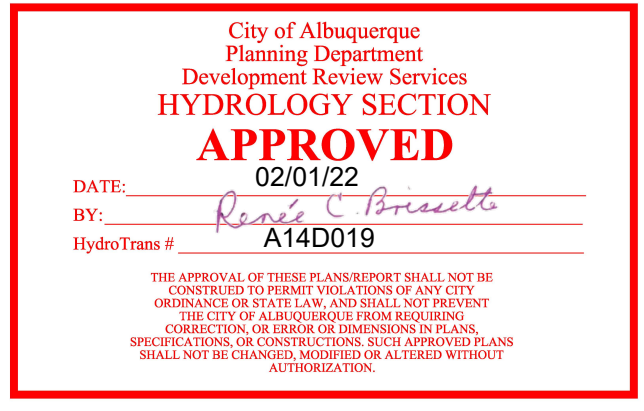 City of Albuquerque
Planning Department
Development Review Services
HYDROLOGY SECTION
APPROVED
DATE: 02/01/22
BY: Renée C. Brissette
HydroTrans # A14D019
THE APPROVAL OF THESE PLANS/REPORT SHALL NOT BE
CONSTRUED TO PERMIT VIOLATIONS OF ANY CITY
ORDINANCE OR STATE LAW, AND SHALL NOT PREVENT
THE CITY OF ALBUQUERQUE FROM REQUIRING
CORRECTION, OR ERROR OR DIMENSIONS IN PLANS,
SPECIFICATIONS, OR CONSTRUCTIONS. SUCH APPROVED PLANS
SHALL NOT BE CHANGED, MODIFIED OR ALTERED WITHOUT
AUTHORIZATION.